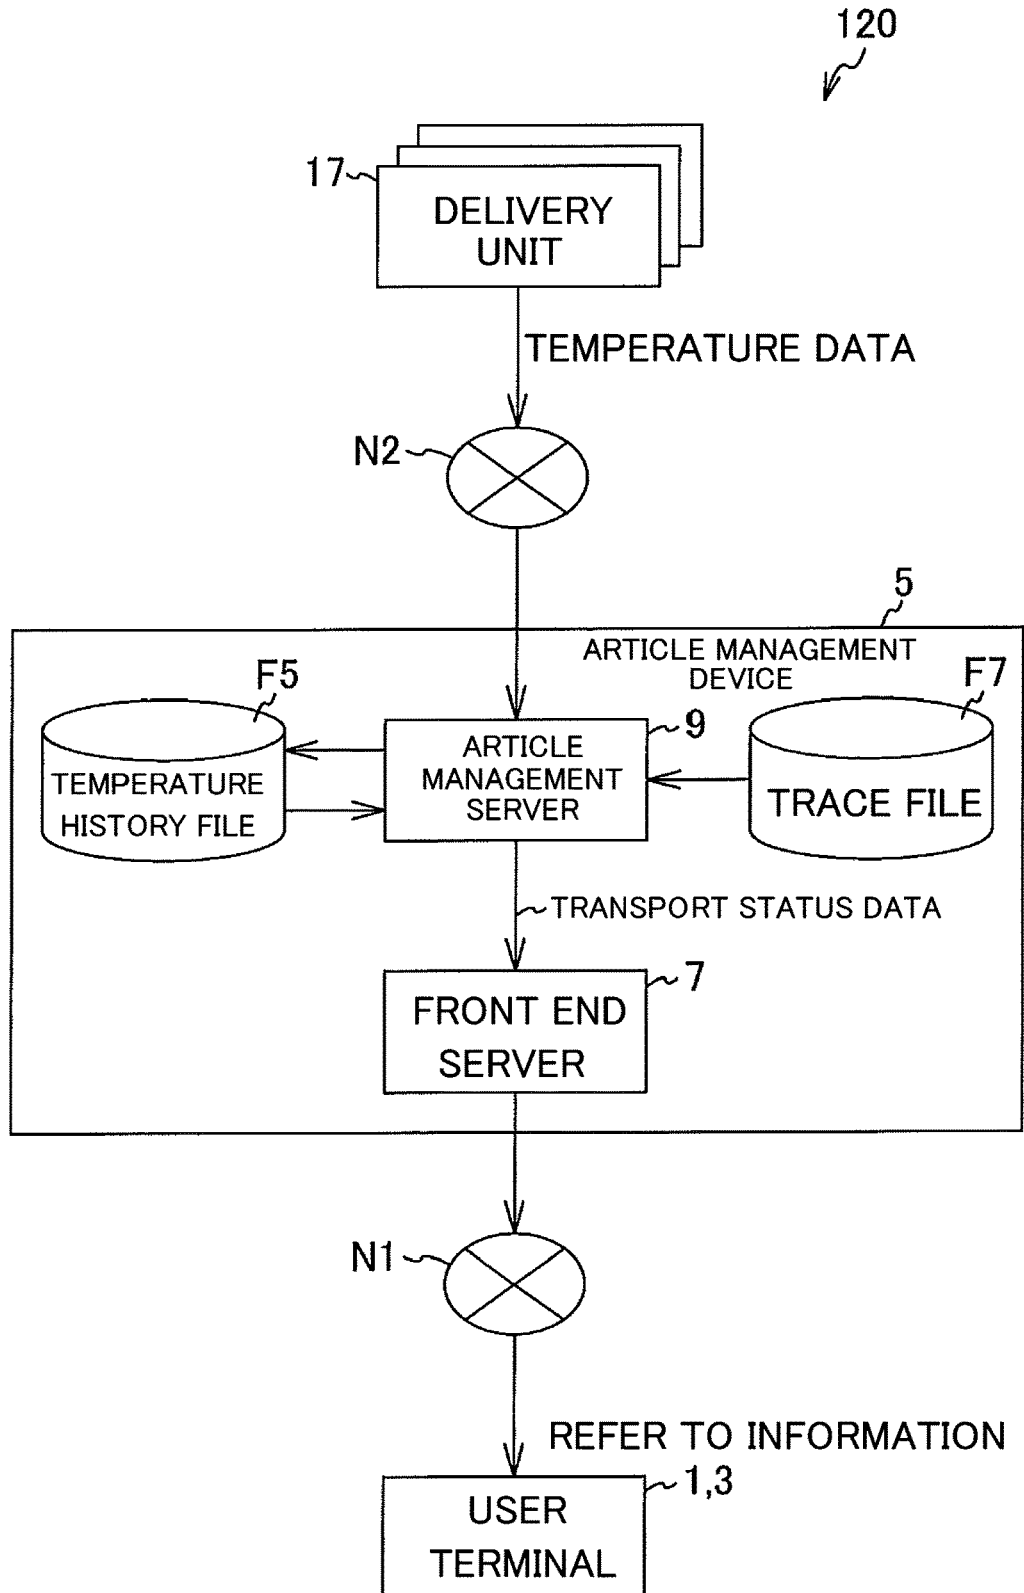 120
17
DELIVERY
UNIT
TEMPERATURE DATA
N2
5
ARTICLE MANAGEMENT
DEVICE
F5
F7
9
ARTICLE
MANAGEMENT
SERVER
TEMPERATURE
HISTORY FILE
TRACE FILE
TRANSPORT STATUS DATA
7
FRONT END
SERVER
N1
REFER TO INFORMATION
1,3
USER
TERMINAL